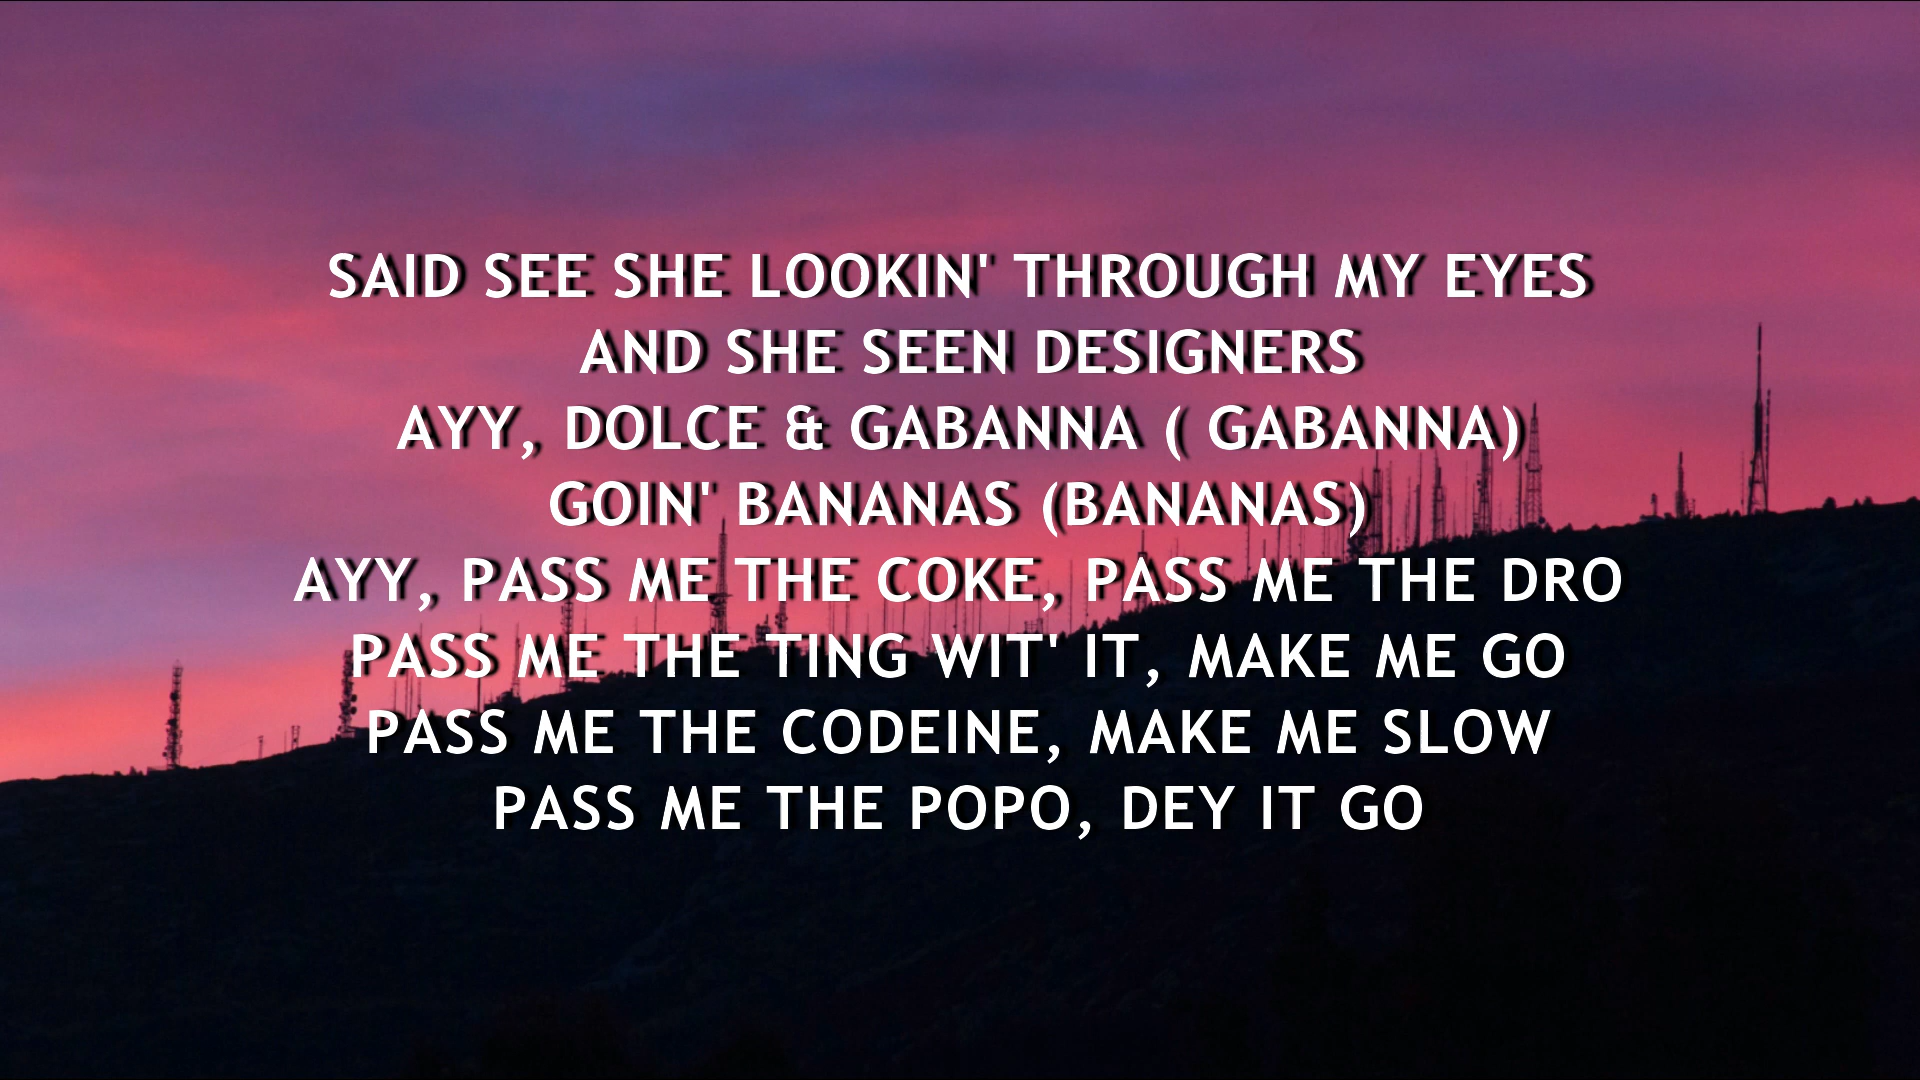 SAID SEE SHE LOOKIN' THROUGH MY EYES
AND SHE SEEN DESIGNERS
AYY, DOLCE & GABANNA ( GABANNA)
GOIN' BANANAS (BANANAS)
AYY, PASS ME THE COKE, PASS ME THE DRO
PASS ME THE TING WIT' IT, MAKE ME GO
PASS ME THE CODEINE, MAKE ME SLOW
PASS ME THE POPO, DEY IT GO